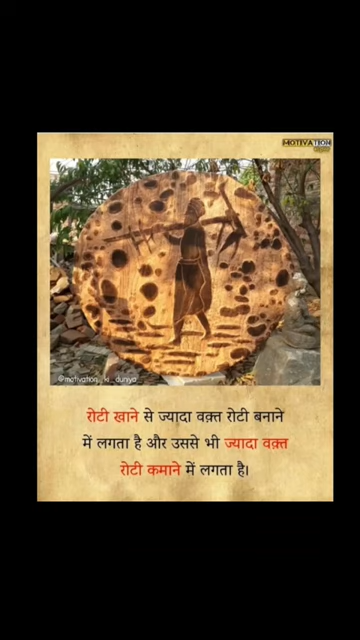 MOTIVATION
@motivation_ki_duniya
रोटी खाने से ज्यादा वक़्त रोटी बनाने
में लगता है और उससे भी ज्यादा वक़्त
रोटी कमाने में लगता है।